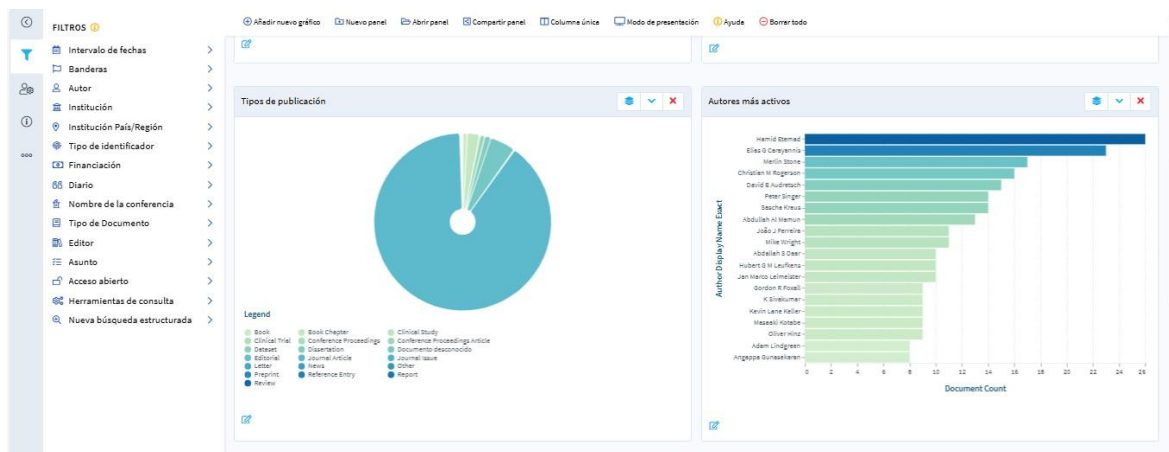 Añadir nuevo gráfico Nuevo panel Abrir panel Compartir panel Columna única Modo de presentación Ayuda Borrar todo
FILTROS
Intervalo de fechas
Banderas
Autor
Institución
Institución País/Región
Tipo de identificador
Financiación
Diario
Nombre de la conferencia
Tipo de Documento
Editor
Asunto
Acceso abierto
Herramientas de consulta
Nueva búsqueda estructurada
Tipos de publicación
Legend
Book Book Chapter Clinical Study
Clinical Trial Conference Proceedings Conference Proceedings Article
Dataset Dissertation Documento desconocido
Editorial Journal Article Journal Issue
Letter News Other
Preprint Reference Entry Report
Review
Autores más activos
Author Display Name Exact
Hamid Etemad
Elias G Carayannis
Merlin Stone
Christian M Rogerson
David B Audretsch
Peter Singer
Sascha Kraus
Abdullah Al Mamun
João J Ferreira
Mike Wright
Abdallah S Daar
Hubert G M Leufkens
Jan Marco Leimeister
Gordon R Foxall
K Sivakumar
Kevin Lane Keller
Masaaki Kotabe
Oliver Hinz
Adam Lindgreen
Angappa Gunasekaran
0 2 4 6 8 10 12 14 16 18 20 22 24 26
Document Count